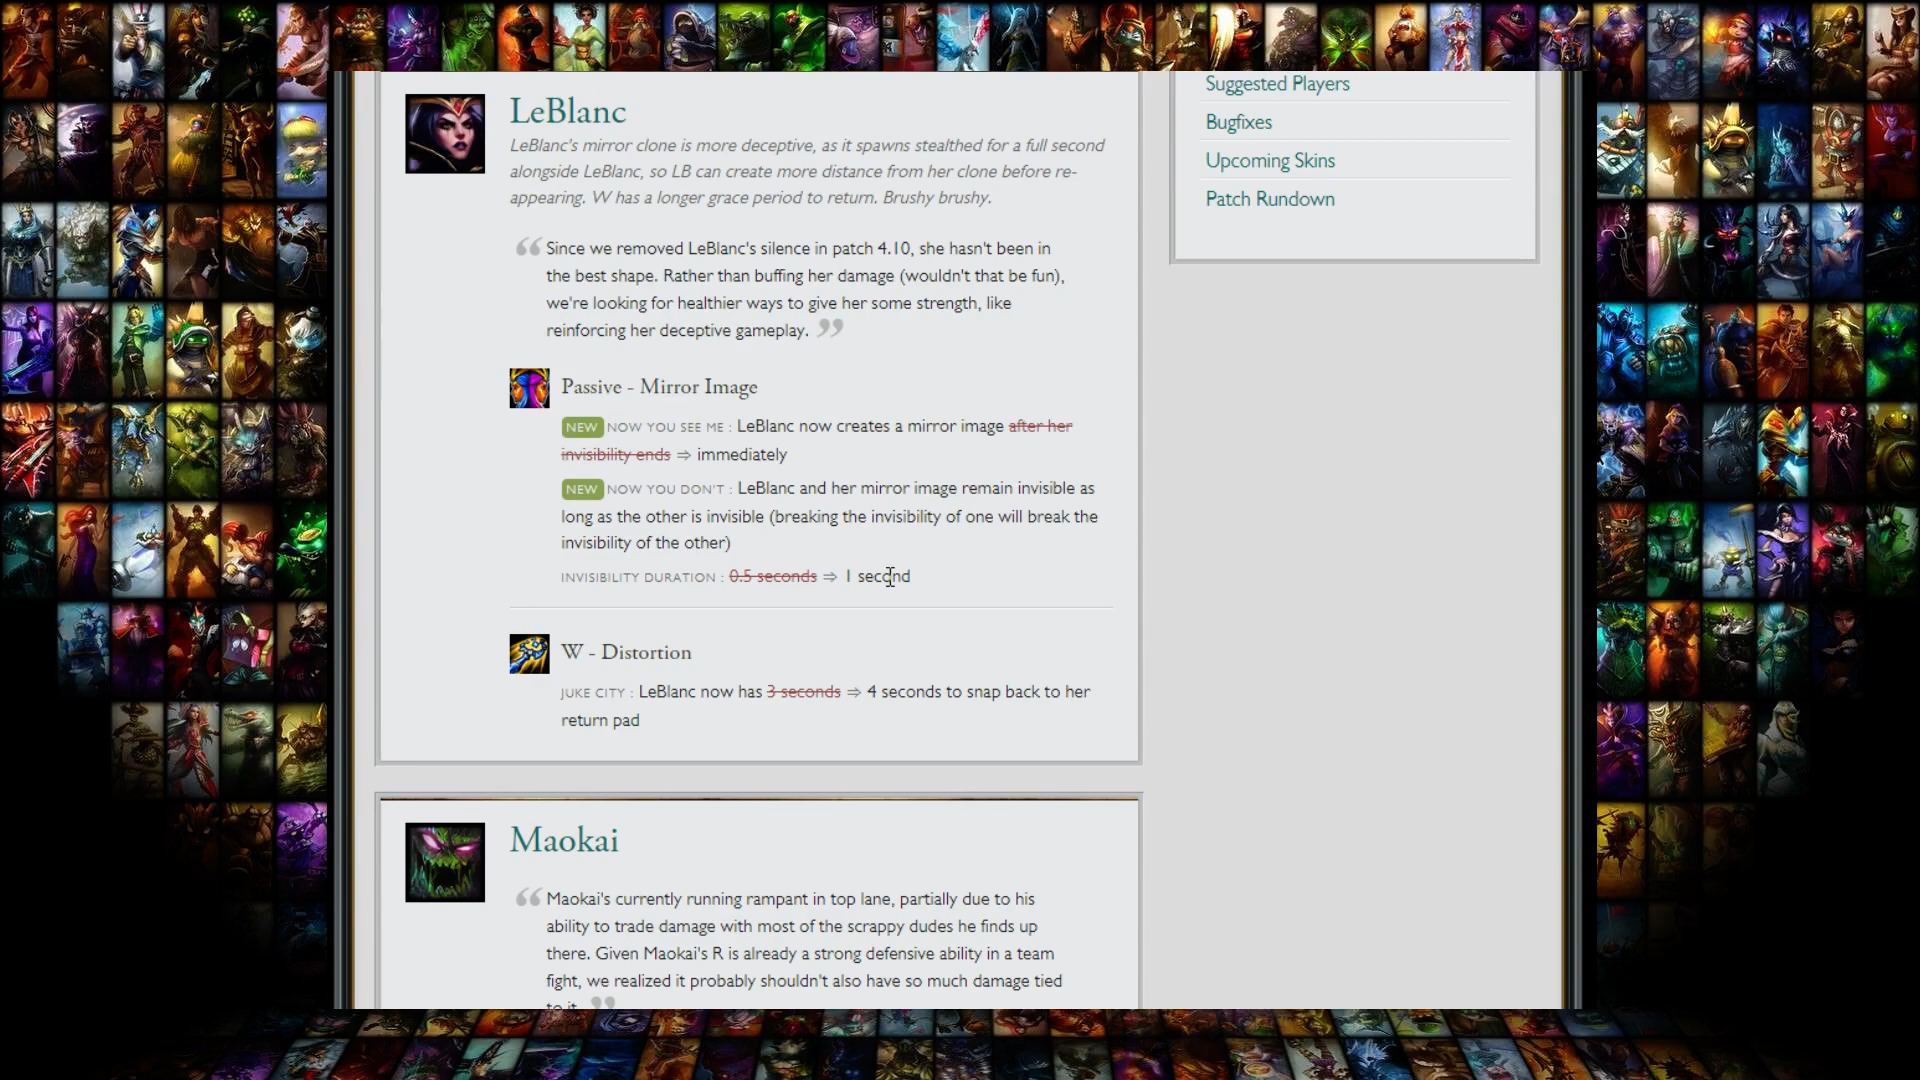 LeBlanc
LeBlanc's mirror clone is more deceptive, as it spawns stealthed for a full second
alongside LeBlanc, so LB can create more distance from her clone before re-
appearing. W has a longer grace period to return. Brushy brushy.
“ Since we removed LeBlanc's silence in patch 4.10, she hasn't been in
the best shape. Rather than buffing her damage (wouldn't that be fun),
we're looking for healthier ways to give her some strength, like
reinforcing her deceptive gameplay. ”
Passive - Mirror Image
NEW NOW YOU SEE ME : LeBlanc now creates a mirror image after her
invisibility ends ⇒ immediately
NEW NOW YOU DON'T : LeBlanc and her mirror image remain invisible as
long as the other is invisible (breaking the invisibility of one will break the
invisibility of the other)
INVISIBILITY DURATION : 0.5 seconds ⇒ 1 second
W - Distortion
JUKE CITY : LeBlanc now has 3 seconds ⇒ 4 seconds to snap back to her
return pad
Maokai
“ Maokai's currently running rampant in top lane, partially due to his
ability to trade damage with most of the scrappy dudes he finds up
there. Given Maokai's R is already a strong defensive ability in a team
fight, we realized it probably shouldn't also have so much damage tied
to it. ”
Suggested Players
Bugfixes
Upcoming Skins
Patch Rundown